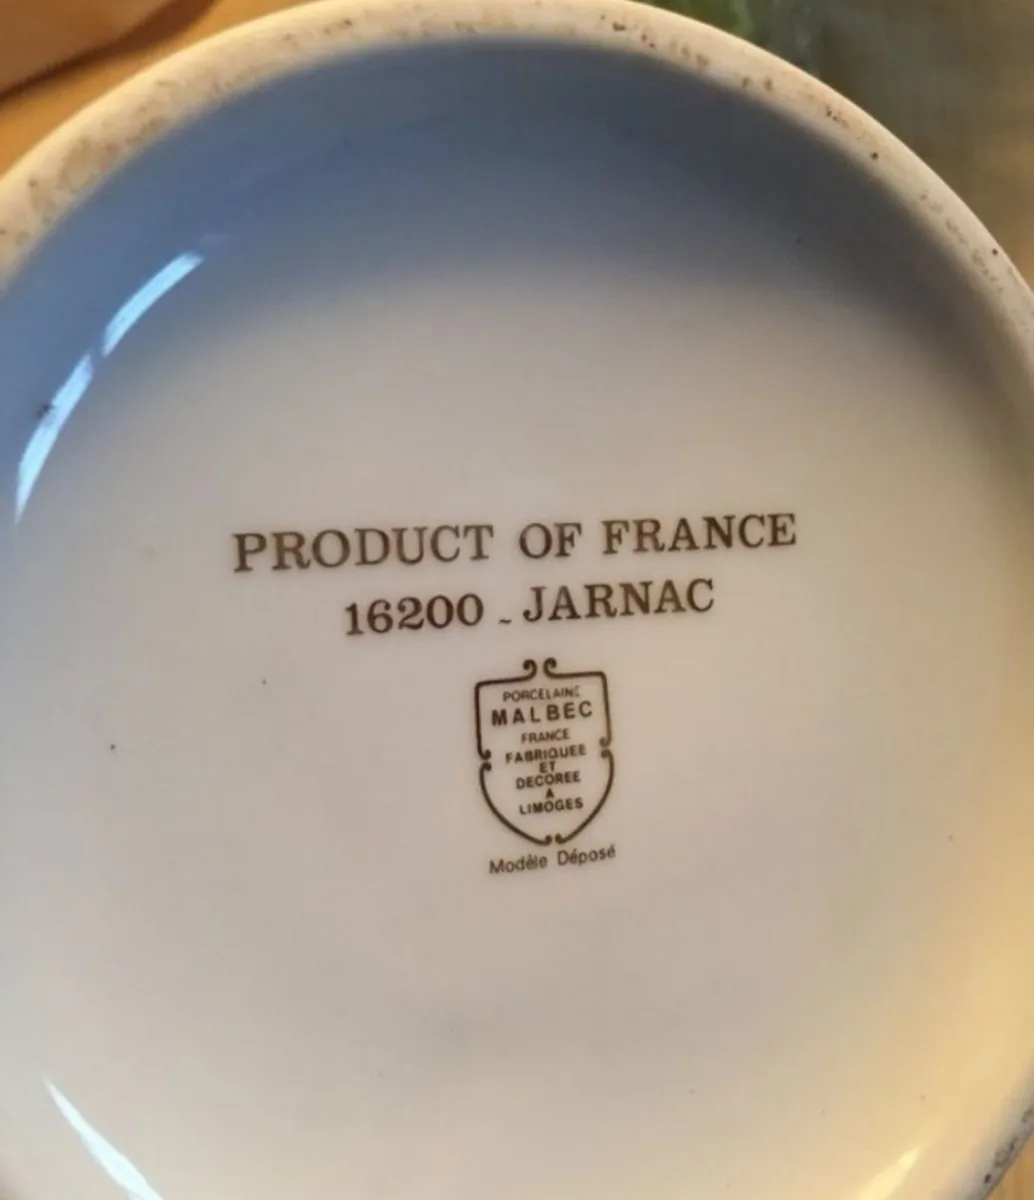 PRODUCT OF FRANCE
16200 - JARNAC
PORCELAINE
MALBEC
FRANCE
FABRIQUEE
ET
DECOREE
A
LIMOGES
Modèle Déposé